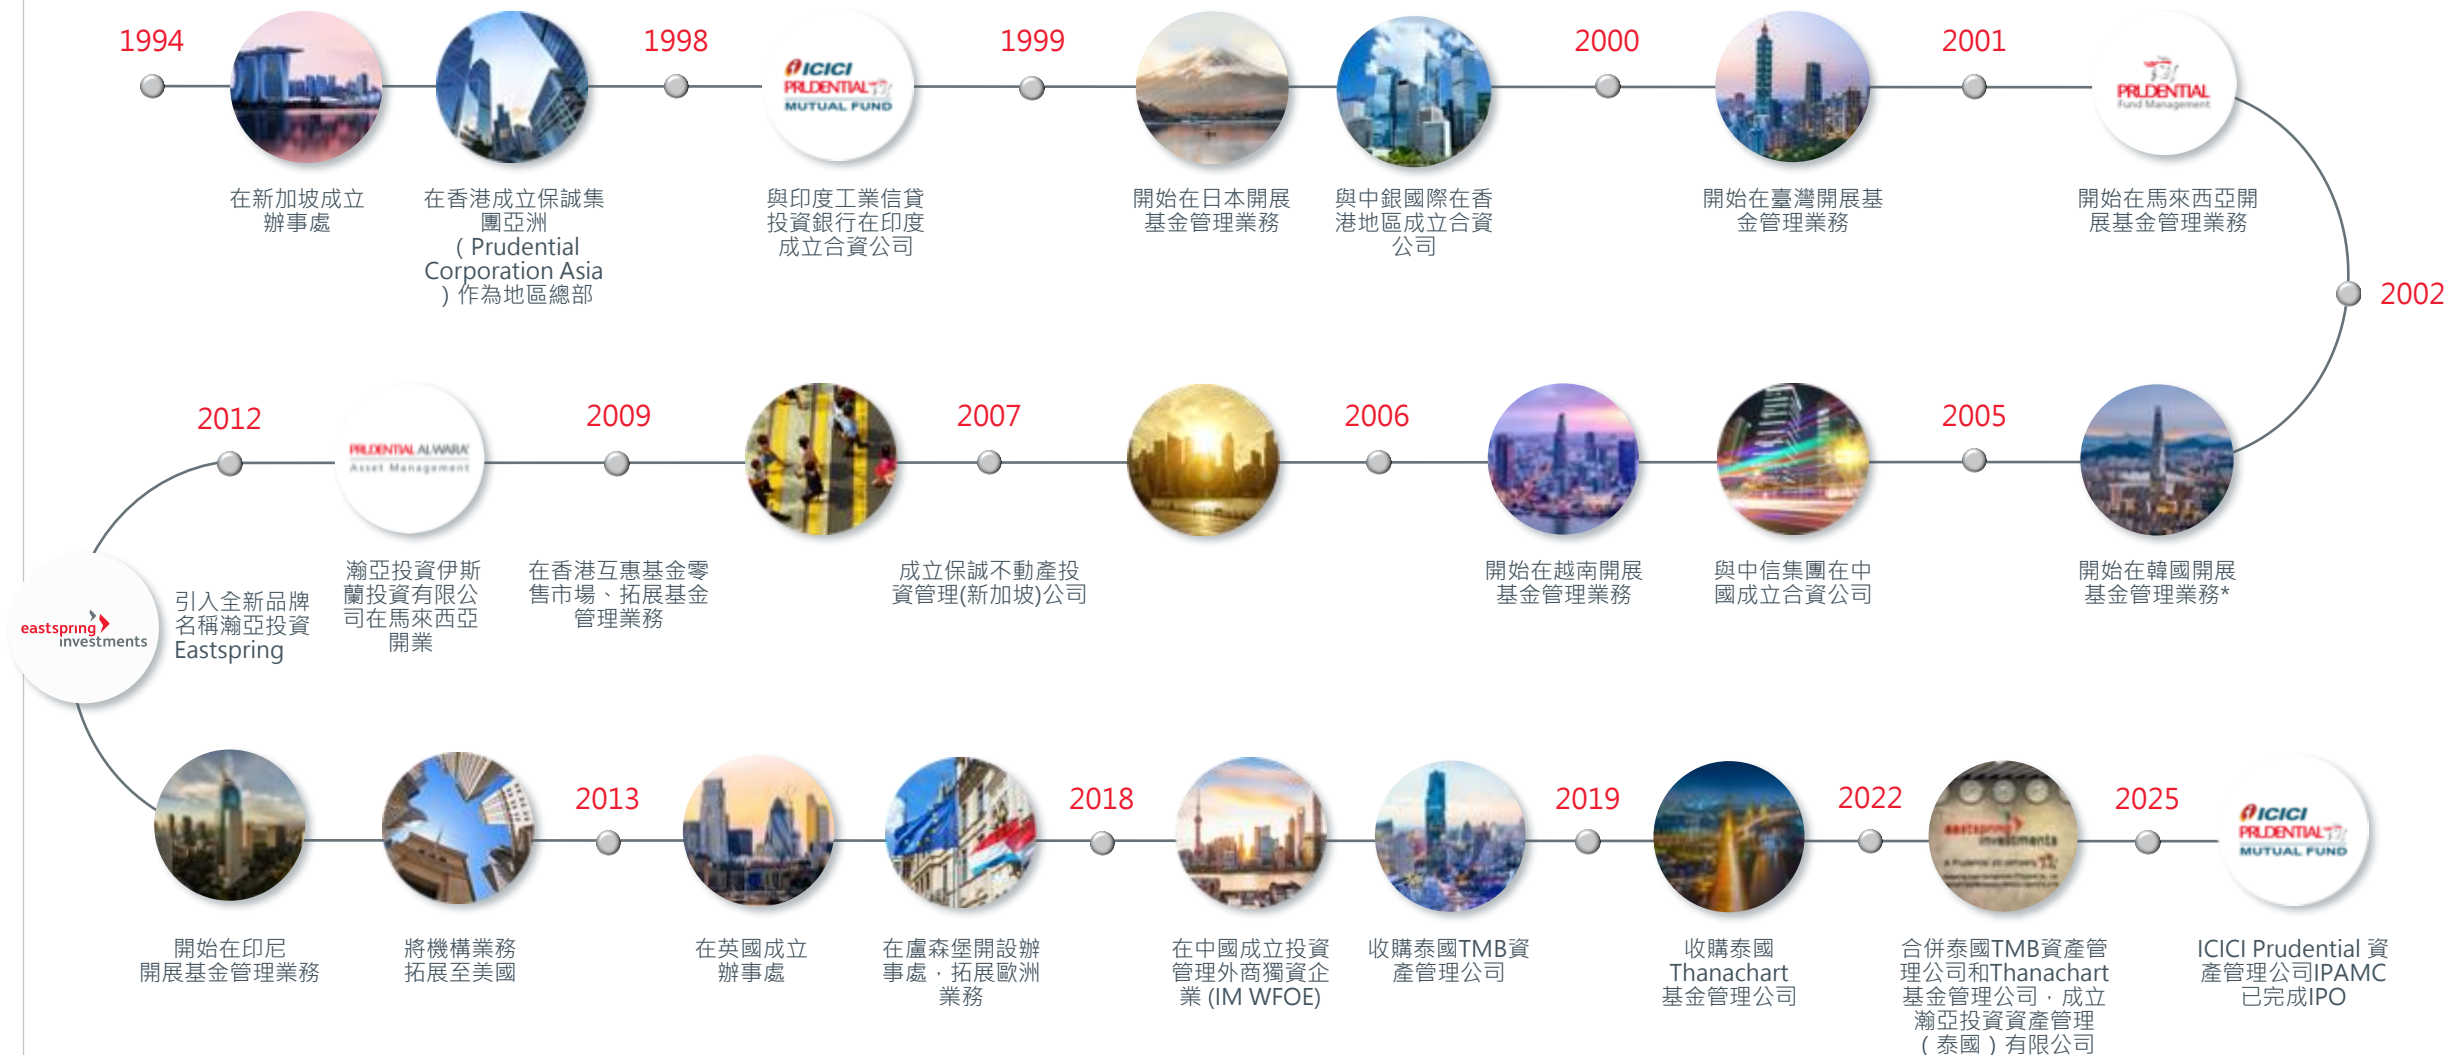 1994
在新加坡成立
辦事處
在香港成立保誠集
團亞洲
( Prudential
Corporation Asia
) 作為地區總部
1998
ICICI
PRUDENTIAL
MUTUAL FUND
與印度工業信貸
投資銀行在印度
成立合資公司
1999
開始在日本開展
基金管理業務
與中銀國際在香
港地區成立合資
公司
2000
開始在臺灣開展基
金管理業務
2001
PRUDENTIAL
Fund Management
開始在馬來西亞開
展基金管理業務
2002
開始在韓國開展
基金管理業務*
2005
與中信集團在中
國成立合資公司
開始在越南開展
基金管理業務
2006
成立保誠不動產投
資管理(新加坡)公司
2007
在香港互惠基金零
售市場、拓展基金
管理業務
2009
PRUDENTIAL AL-WARA'
Asset Management
瀚亞投資伊斯
蘭投資有限公
司在馬來西亞
開業
2012
eastspring
investments
引入全新品牌
名稱瀚亞投資
Eastspring
開始在印尼
開展基金管理業務
將機構業務
拓展至美國
2013
在英國成立
辦事處
在盧森堡開設辦
事處，拓展歐洲
業務
2018
在中國成立投資
管理外商獨資企
業 (IM WFOE)
收購泰國TMB資
產管理公司
2019
收購泰國
Thanachart
基金管理公司
2022
eastspring
investments
合併泰國TMB資產管
理公司和Thanachart
基金管理公司，成立
瀚亞投資資產管理
( 泰國 ) 有限公司
2025
ICICI
PRUDENTIAL
MUTUAL FUND
ICICI Prudential 資
產管理公司IPAMC
已完成IPO